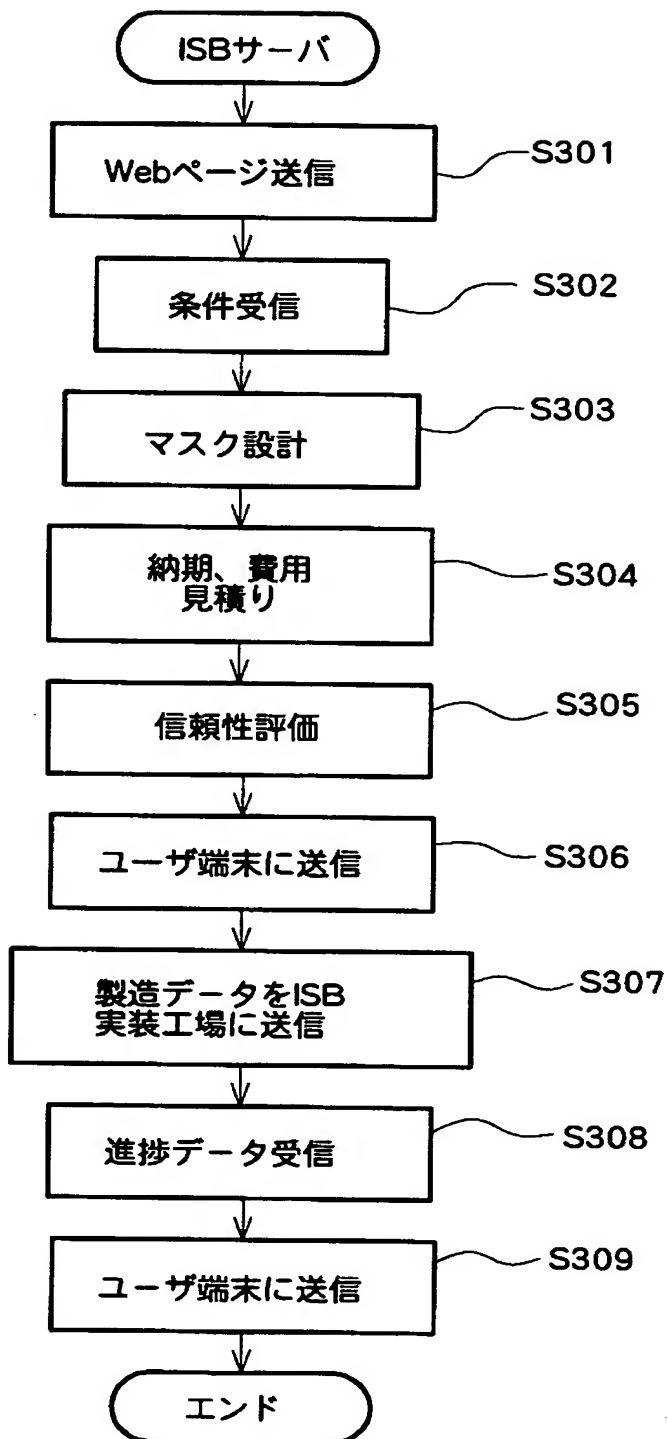 ISBサーバ
Webページ送信
S301
条件受信
S302
マスク設計
S303
納期、費用
見積り
S304
信頼性評価
S305
ユーザ端末に送信
S306
製造データをISB
実装工場に送信
S307
進捗データ受信
S308
ユーザ端末に送信
S309
エンド